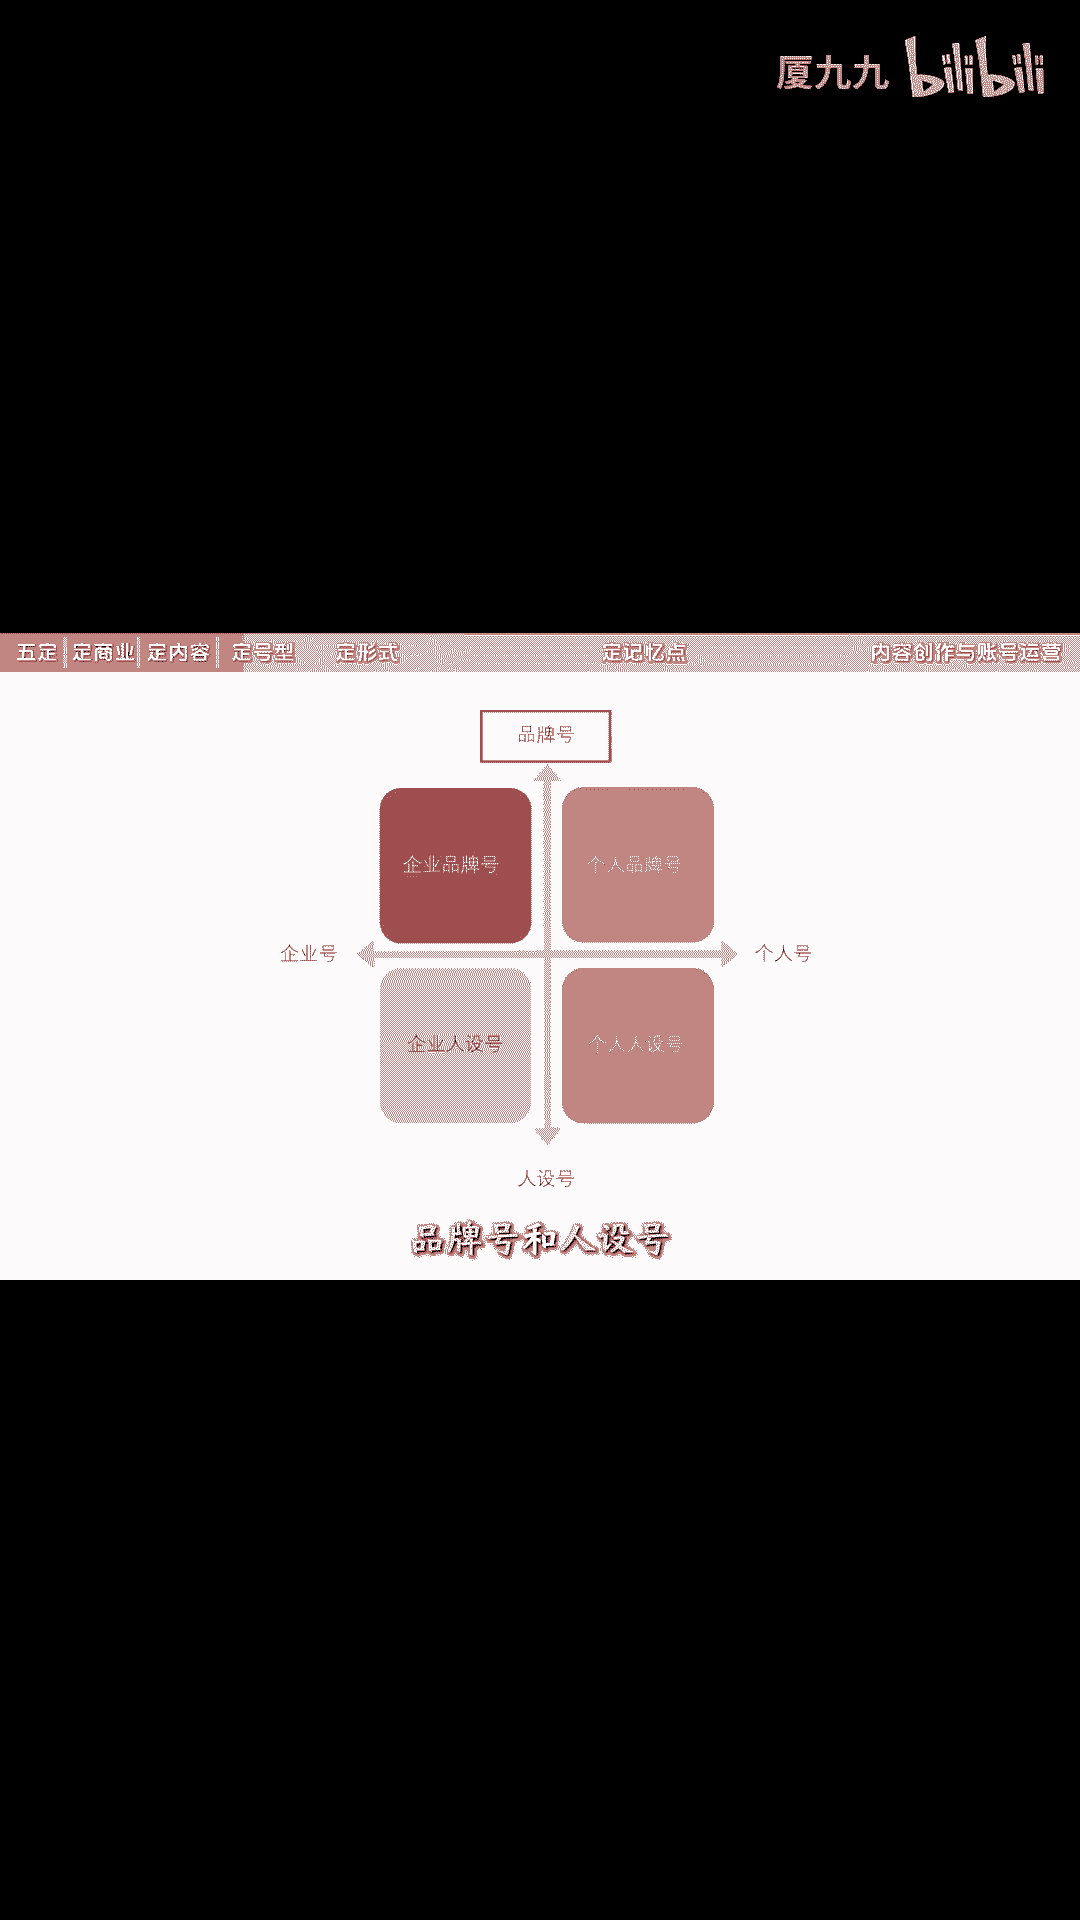 厦九九 bilibili
五定 定商业 定内容 定号型 定形式 定记忆点 内容创作与账号运营
品牌号
企业品牌号 个人品牌号
企业号 个人号
企业人设号 个人人设号
人设号
品牌号和人设号